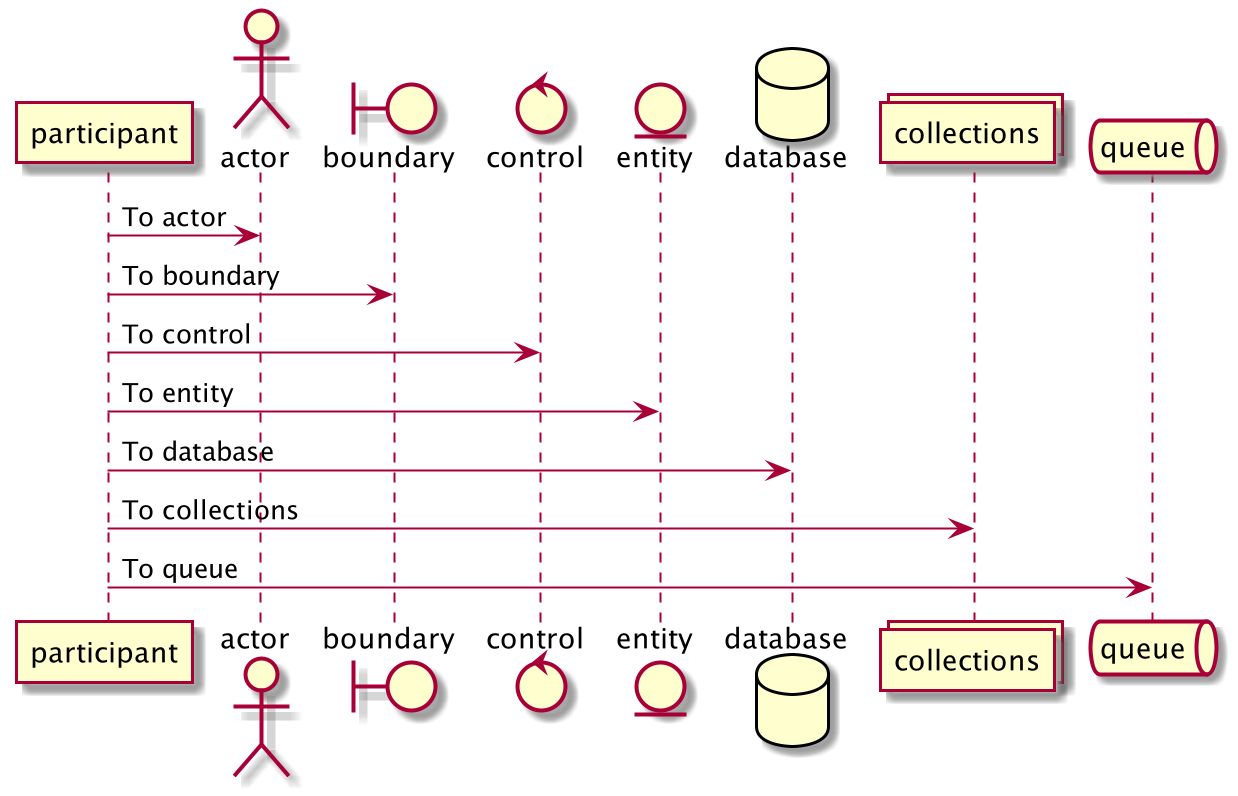 participant
actor
boundary
control
entity
database
collections
queue
To actor
To boundary
To control
To entity
To database
To collections
To queue
participant
actor
boundary
control
entity
database
collections
queue